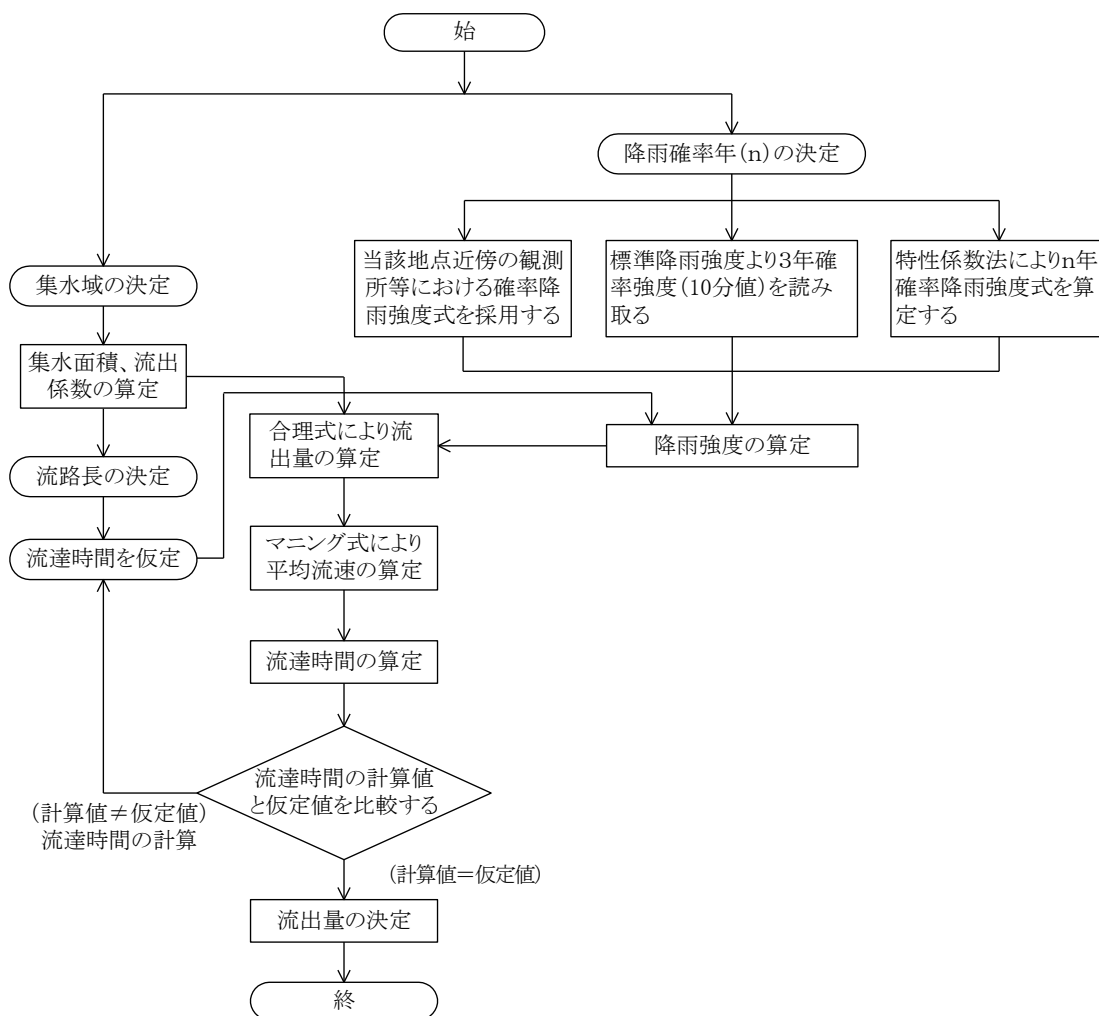 始
降雨確率年(n)の決定
当該地点近傍の観測
所等における確率降
雨強度式を採用する
標準降雨強度より3年確
率強度(10分値)を読み
取る
特性係数法によりn年
確率降雨強度式を算
定する
集水域の決定
集水面積、流出
係数の算定
合理式により流
出量の算定
降雨強度の算定
流路長の決定
流達時間を仮定
マニング式により
平均流速の算定
流達時間の算定
流達時間の計算値
と仮定値を比較する
(計算値≠仮定値)
流達時間の計算
(計算値=仮定値)
流出量の決定
終